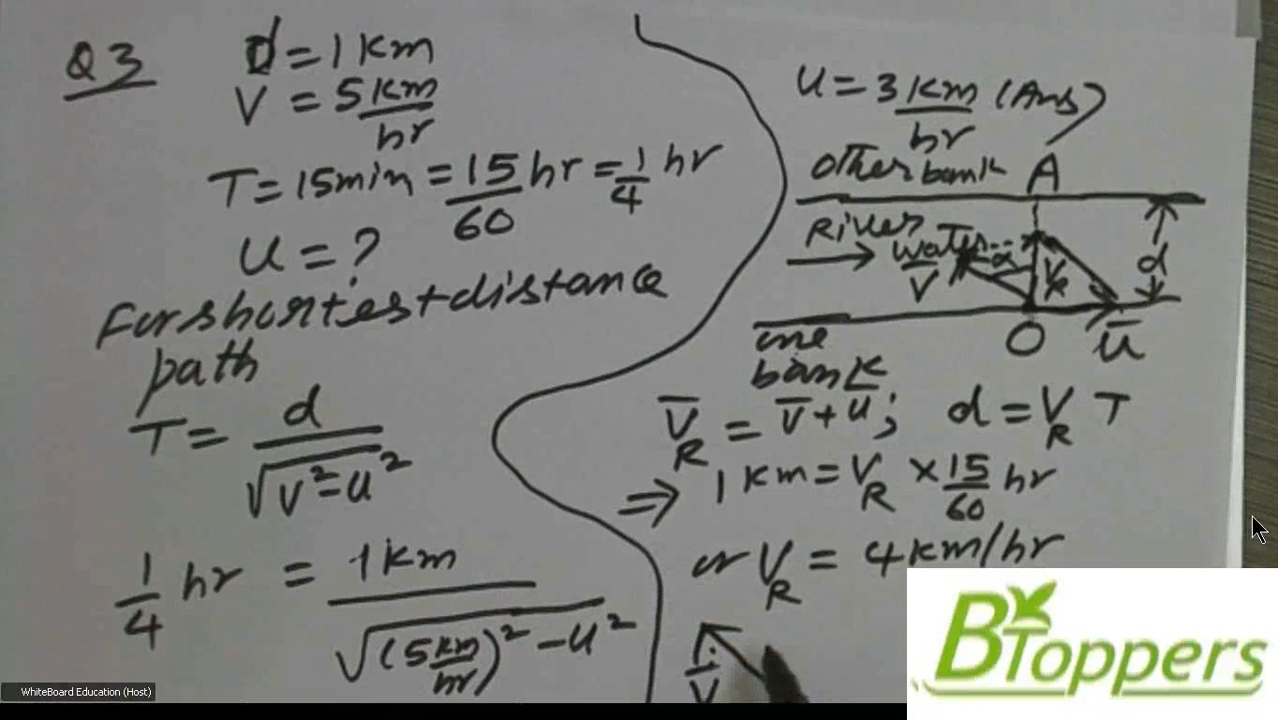 Q3
d = 1 Km
V = 5 Km/hr
T = 15min = 15/60 hr = 1/4 hr
u = ?
For shortest distance
path
T = d/√V²-u²
1/4 hr = 1 Km/√(5 Km/hr)² - u²
u = 3 Km/hr (Ans)
other bank A
River
Water
V α V_R d
O u
one
bank
V_R = V + u; d = V_R T
⇒ 1 Km = V_R × 15/60 hr
or V_R = 4 Km/hr
V
BToppers
WhiteBoard Education (Host)